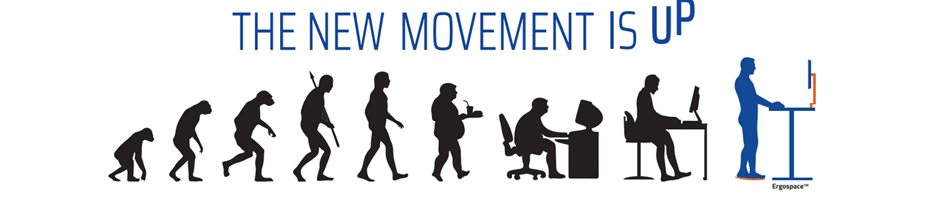 THE NEW MOVEMENT IS UP
Ergospace™